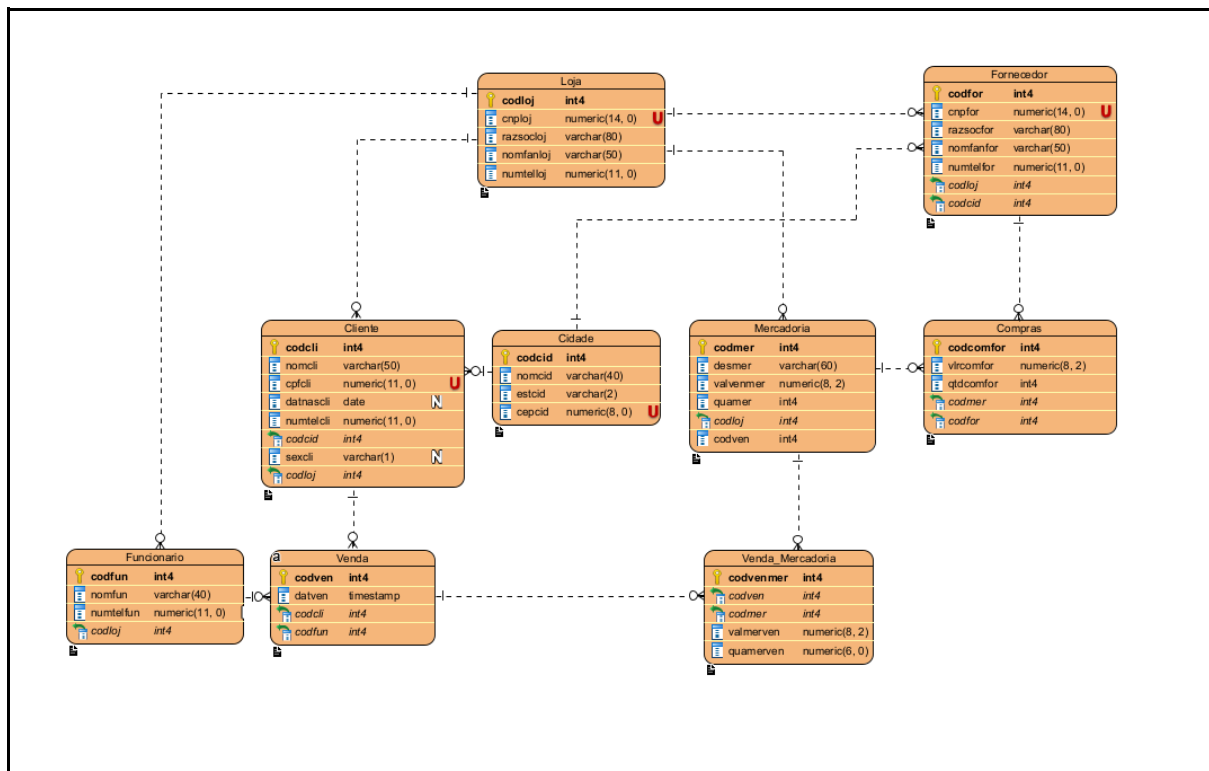 Loja
codloj int4
cnploj numeric(14, 0) U
razsocloj varchar(80)
nomfanloj varchar(50)
numtelloj numeric(11, 0)
Fornecedor
codfor int4
cnpfor numeric(14, 0) U
razsocfor varchar(80)
nomfanfor varchar(50)
numtelfor numeric(11, 0)
codloj int4
codcid int4
Cliente
codcli int4
nomcli varchar(50)
cpfcli numeric(11, 0) U
datnascli date N
numtelcli numeric(11, 0)
codcid int4
sexcli varchar(1) N
codloj int4
Cidade
codcid int4
nomcid varchar(40)
estcid varchar(2)
cepcid numeric(8, 0) U
Mercadoria
codmer int4
desmer varchar(60)
valvenmer numeric(8, 2)
quamer int4
codloj int4
codven int4
Compras
codcomfor int4
vlrcomfor numeric(8, 2)
qtdcomfor int4
codmer int4
codfor int4
Funcionario
codfun int4
nomfun varchar(40)
numtelfun numeric(11, 0)
codloj int4
a
Venda
codven int4
datven timestamp
codcli int4
codfun int4
Venda_Mercadoria
codvenmer int4
codven int4
codmer int4
valmerven numeric(8, 2)
quamerven numeric(6, 0)